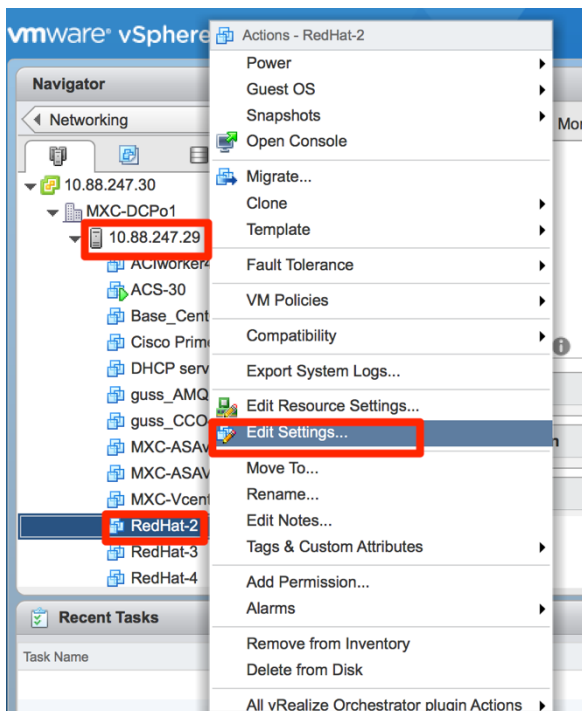 vmware® vSphere
Actions - RedHat-2
Power
Guest OS
Snapshots
Open Console
Migrate...
Clone
Template
Fault Tolerance
VM Policies
Compatibility
Export System Logs...
Edit Resource Settings...
Edit Settings...
Move To...
Rename...
Edit Notes...
Tags & Custom Attributes
Add Permission...
Alarms
Remove from Inventory
Delete from Disk
All vRealize Orchestrator plugin Actions
Navigator
Networking
Mor
10.88.247.30
MXC-DCPo1
10.88.247.29
ACIworker
ACS-30
Base_Cent
Cisco Prim
DHCP serv
guss_AMQ
guss_CCO
MXC-ASAv
MXC-ASAV
MXC-Vcent
RedHat-2
RedHat-3
RedHat-4
Recent Tasks
Task Name